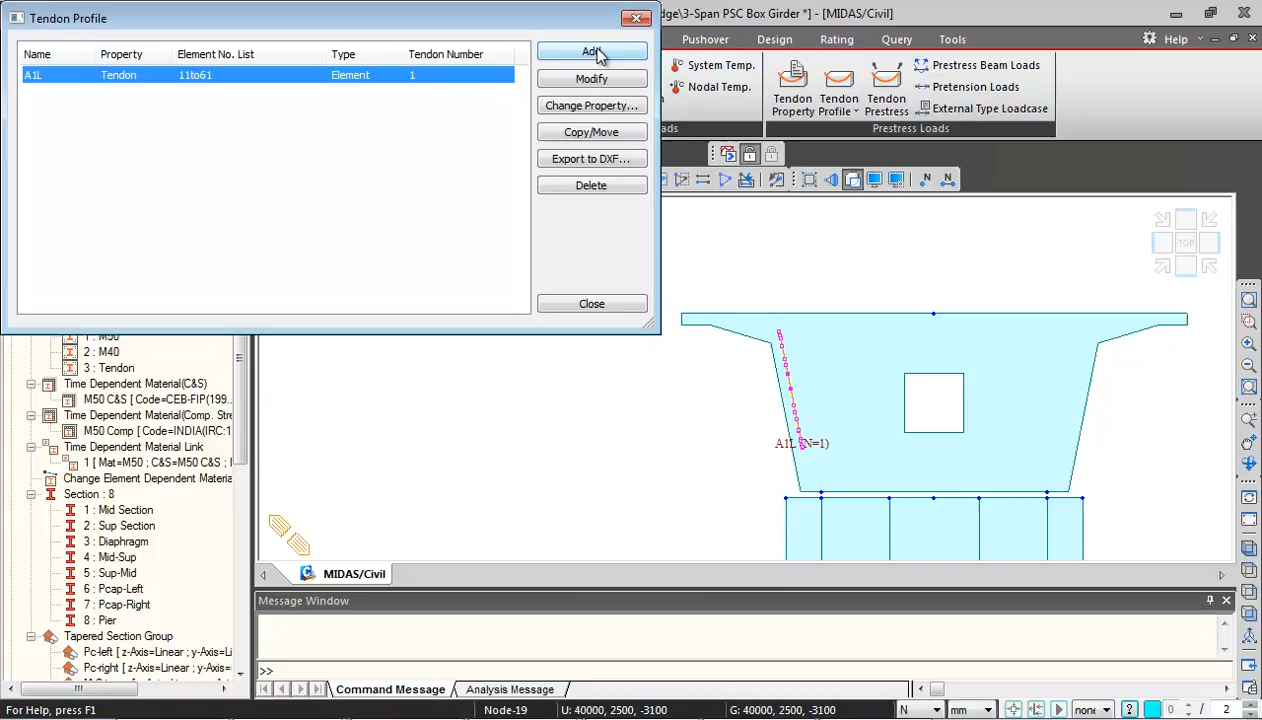 Tendon Profile
Name Property Element No. List Type Tendon Number
A1L Tendon 11to61 Element 1
Add
Modify
Change Property...
Copy/Move
Export to DXF...
Delete
Close
edge\3-Span PSC Box Girder *] - [MIDAS/Civil]
Pushover Design Rating Query Tools Help
System Temp.
Nodal Temp.
Tendon Property
Tendon Profile
Tendon Prestress
Prestress Beam Loads
Pretension Loads
External Type Loadcase
ads Prestress Loads
TOP
A1L (N=1)
1 : M50
2 : M40
3 : Tendon
Time Dependent Material(C&S)
M50 C&S [ Code=CEB-FIP(199...
Time Dependent Material(Comp. Stre
M50 Comp [ Code=INDIA(IRC:1
Time Dependent Material Link
1 [ Mat=M50 ; C&S=M50 C&S ;
Change Element Dependent Materia
Section : 8
1 : Mid Section
2 : Sup Section
3 : Diaphragm
4 : Mid-Sup
5 : Sup-Mid
6 : Pcap-Left
7 : Pcap-Right
8 : Pier
Tapered Section Group
Pc-left [ z-Axis=Linear ; y-Axis=
Pc-right [ z-Axis=Linear ; y-Axis
MIDAS/Civil
Message Window
>>
Command Message Analysis Message
For Help, press F1 Node-19 U: 40000, 2500, -3100 G: 40000, 2500, -3100 N mm none 0 / 2